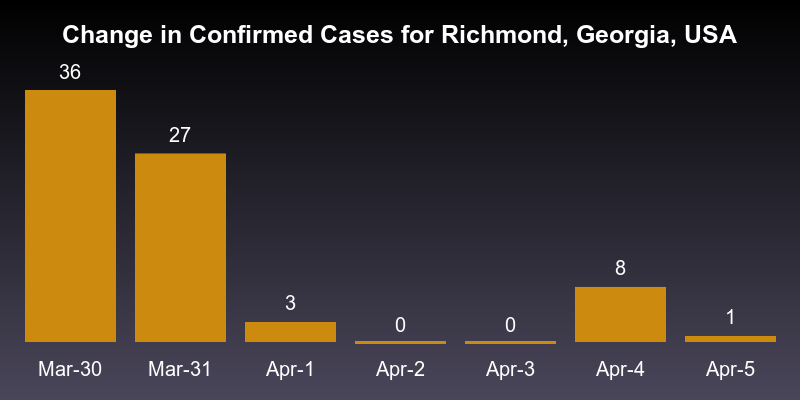 Change in Confirmed Cases for Richmond, Georgia, USA
36
27
3
0
0
8
1
Mar-30
Mar-31
Apr-1
Apr-2
Apr-3
Apr-4
Apr-5